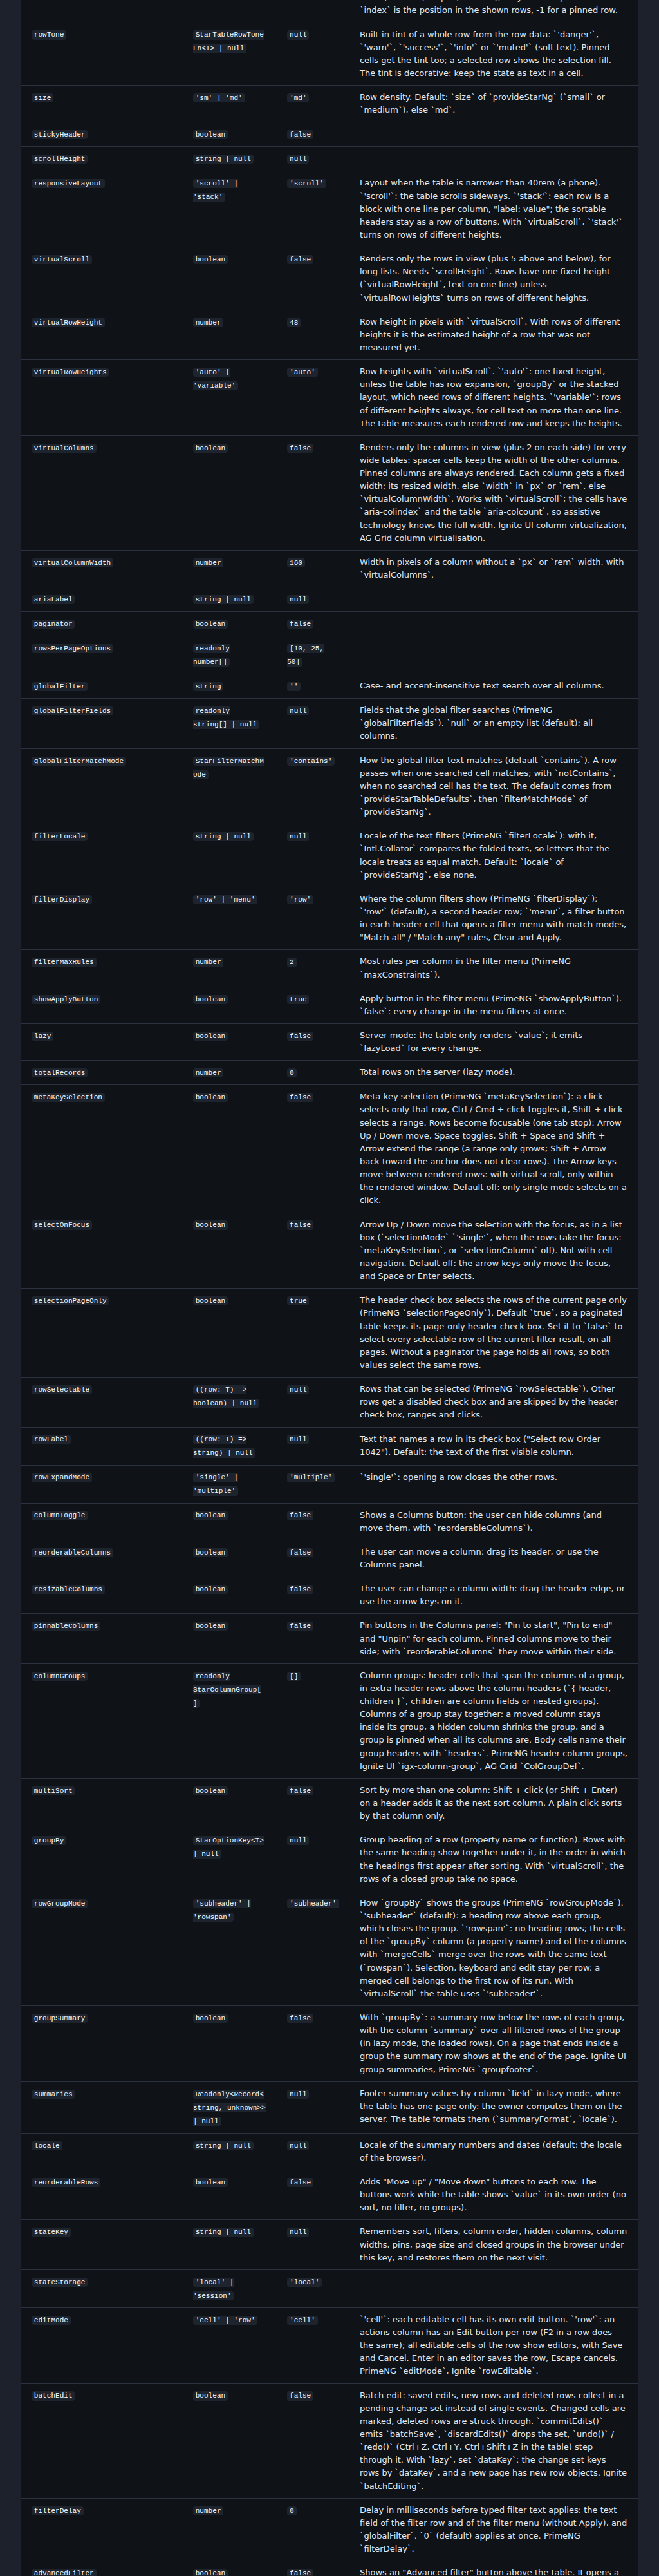 `index` is the position in the shown rows, -1 for a pinned row.
rowTone StarTableRowTone null Built-in tint of a whole row from the row data: `'danger'`,
Fn<T> | null `'warn'`, `'success'`, `'info'` or `'muted'` (soft text). Pinned
cells get the tint too; a selected row shows the selection fill.
The tint is decorative: keep the state as text in a cell.
size 'sm' | 'md' 'md' Row density. Default: `size` of `provideStarNg` (`small` or
`medium`), else `md`.
stickyHeader boolean false
scrollHeight string | null null
responsiveLayout 'scroll' | 'scroll' Layout when the table is narrower than 40rem (a phone).
'stack' `'scroll'`: the table scrolls sideways. `'stack'`: each row is a
block with one line per column, "label: value"; the sortable
headers stay as a row of buttons. With `virtualScroll`, `'stack'`
turns on rows of different heights.
virtualScroll boolean false Renders only the rows in view (plus 5 above and below), for
long lists. Needs `scrollHeight`. Rows have one fixed height
(`virtualRowHeight`, text on one line) unless
`virtualRowHeights` turns on rows of different heights.
virtualRowHeight number 48 Row height in pixels with `virtualScroll`. With rows of different
heights it is the estimated height of a row that was not
measured yet.
virtualRowHeights 'auto' | 'auto' Row heights with `virtualScroll`. `'auto'`: one fixed height,
'variable' unless the table has row expansion, `groupBy` or the stacked
layout, which need rows of different heights. `'variable'`: rows
of different heights always, for cell text on more than one line.
The table measures each rendered row and keeps the heights.
virtualColumns boolean false Renders only the columns in view (plus 2 on each side) for very
wide tables: spacer cells keep the width of the other columns.
Pinned columns are always rendered. Each column gets a fixed
width: its resized width, else `width` in `px` or `rem`, else
`virtualColumnWidth`. Works with `virtualScroll`; the cells have
`aria-colindex` and the table `aria-colcount`, so assistive
technology knows the full width. Ignite UI column virtualization,
AG Grid column virtualisation.
virtualColumnWidth number 160 Width in pixels of a column without a `px` or `rem` width, with
`virtualColumns`.
ariaLabel string | null null
paginator boolean false
rowsPerPageOptions readonly [10, 25,
number[] 50]
globalFilter string '' Case- and accent-insensitive text search over all columns.
globalFilterFields readonly null Fields that the global filter searches (PrimeNG
string[] | null `globalFilterFields`). `null` or an empty list (default): all
columns.
globalFilterMatchMode StarFilterMatchM 'contains' How the global filter text matches (default `contains`). A row
ode passes when one searched cell matches; with `notContains`,
when no searched cell has the text. The default comes from
`provideStarTableDefaults`, then `filterMatchMode` of
`provideStarNg`.
filterLocale string | null null Locale of the text filters (PrimeNG `filterLocale`): with it,
`Intl.Collator` compares the folded texts, so letters that the
locale treats as equal match. Default: `locale` of
`provideStarNg`, else none.
filterDisplay 'row' | 'menu' 'row' Where the column filters show (PrimeNG `filterDisplay`):
`'row'` (default), a second header row; `'menu'`, a filter button
in each header cell that opens a filter menu with match modes,
"Match all" / "Match any" rules, Clear and Apply.
filterMaxRules number 2 Most rules per column in the filter menu (PrimeNG
`maxConstraints`).
showApplyButton boolean true Apply button in the filter menu (PrimeNG `showApplyButton`).
`false`: every change in the menu filters at once.
lazy boolean false Server mode: the table only renders `value`; it emits
`lazyLoad` for every change.
totalRecords number 0 Total rows on the server (lazy mode).
metaKeySelection boolean false Meta-key selection (PrimeNG `metaKeySelection`): a click
selects only that row, Ctrl / Cmd + click toggles it, Shift + click
selects a range. Rows become focusable (one tab stop): Arrow
Up / Down move, Space toggles, Shift + Space and Shift +
Arrow extend the range (a range only grows; Shift + Arrow
back toward the anchor does not clear rows). The Arrow keys
move between rendered rows: with virtual scroll, only within
the rendered window. Default off: only single mode selects on a
click.
selectOnFocus boolean false Arrow Up / Down move the selection with the focus, as in a list
box (`selectionMode` `'single'`, when the rows take the focus:
`metaKeySelection`, or `selectionColumn` off). Not with cell
navigation. Default off: the arrow keys only move the focus,
and Space or Enter selects.
selectionPageOnly boolean true The header check box selects the rows of the current page only
(PrimeNG `selectionPageOnly`). Default `true`, so a paginated
table keeps its page-only header check box. Set it to `false` to
select every selectable row of the current filter result, on all
pages. Without a paginator the page holds all rows, so both
values select the same rows.
rowSelectable ((row: T) => null Rows that can be selected (PrimeNG `rowSelectable`). Other
boolean) | null rows get a disabled check box and are skipped by the header
check box, ranges and clicks.
rowLabel ((row: T) => null Text that names a row in its check box ("Select row Order
string) | null 1042"). Default: the text of the first visible column.
rowExpandMode 'single' | 'multiple' `'single'`: opening a row closes the other rows.
'multiple'
columnToggle boolean false Shows a Columns button: the user can hide columns (and
move them, with `reorderableColumns`).
reorderableColumns boolean false The user can move a column: drag its header, or use the
Columns panel.
resizableColumns boolean false The user can change a column width: drag the header edge, or
use the arrow keys on it.
pinnableColumns boolean false Pin buttons in the Columns panel: "Pin to start", "Pin to end"
and "Unpin" for each column. Pinned columns move to their
side; with `reorderableColumns` they move within their side.
columnGroups readonly [] Column groups: header cells that span the columns of a group,
StarColumnGroup[ in extra header rows above the column headers (`{ header,
] children }`, children are column fields or nested groups).
Columns of a group stay together: a moved column stays
inside its group, a hidden column shrinks the group, and a
group is pinned when all its columns are. Body cells name their
group headers with `headers`. PrimeNG header column groups,
Ignite UI `igx-column-group`, AG Grid `ColGroupDef`.
multiSort boolean false Sort by more than one column: Shift + click (or Shift + Enter)
on a header adds it as the next sort column. A plain click sorts
by that column only.
groupBy StarOptionKey<T> null Group heading of a row (property name or function). Rows with
| null the same heading show together under it, in the order in which
the headings first appear after sorting. With `virtualScroll`, the
rows of a closed group take no space.
rowGroupMode 'subheader' | 'subheader' How `groupBy` shows the groups (PrimeNG `rowGroupMode`).
'rowspan' `'subheader'` (default): a heading row above each group,
which closes the group. `'rowspan'`: no heading rows; the cells
of the `groupBy` column (a property name) and of the columns
with `mergeCells` merge over the rows with the same text
(`rowspan`). Selection, keyboard and edit stay per row: a
merged cell belongs to the first row of its run. With
`virtualScroll` the table uses `'subheader'`.
groupSummary boolean false With `groupBy`: a summary row below the rows of each group,
with the column `summary` over all filtered rows of the group
(in lazy mode, the loaded rows). On a page that ends inside a
group the summary row shows at the end of the page. Ignite UI
group summaries, PrimeNG `groupfooter`.
summaries Readonly<Record< null Footer summary values by column `field` in lazy mode, where
string, unknown>> the table has one page only: the owner computes them on the
| null server. The table formats them (`summaryFormat`, `locale`).
locale string | null null Locale of the summary numbers and dates (default: the locale
of the browser).
reorderableRows boolean false Adds "Move up" / "Move down" buttons to each row. The
buttons work while the table shows `value` in its own order (no
sort, no filter, no groups).
stateKey string | null null Remembers sort, filters, column order, hidden columns, column
widths, pins, page size and closed groups in the browser under
this key, and restores them on the next visit.
stateStorage 'local' | 'local'
'session'
editMode 'cell' | 'row' 'cell' `'cell'`: each editable cell has its own edit button. `'row'`: an
actions column has an Edit button per row (F2 in a row does
the same); all editable cells of the row show editors, with Save
and Cancel. Enter in an editor saves the row, Escape cancels.
PrimeNG `editMode`, Ignite `rowEditable`.
batchEdit boolean false Batch edit: saved edits, new rows and deleted rows collect in a
pending change set instead of single events. Changed cells are
marked, deleted rows are struck through. `commitEdits()`
emits `batchSave`, `discardEdits()` drops the set, `undo()` /
`redo()` (Ctrl+Z, Ctrl+Y, Ctrl+Shift+Z in the table) step
through it. With `lazy`, set `dataKey`: the change set keys
rows by `dataKey`, and a new page has new row objects. Ignite
`batchEditing`.
filterDelay number 0 Delay in milliseconds before typed filter text applies: the text
field of the filter row and of the filter menu (without Apply), and
`globalFilter`. `0` (default) applies at once. PrimeNG
`filterDelay`.
advancedFilter boolean false Shows an "Advanced filter" button above the table. It opens a